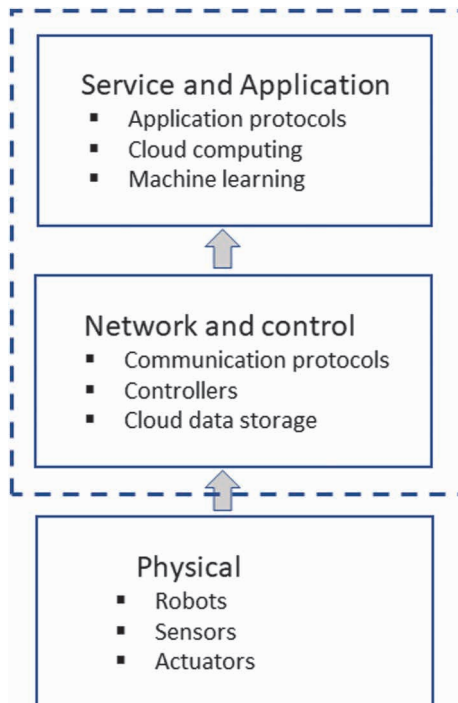 Service and Application
▪ Application protocols
▪ Cloud computing
▪ Machine learning
Network and control
▪ Communication protocols
▪ Controllers
▪ Cloud data storage
Physical
▪ Robots
▪ Sensors
▪ Actuators